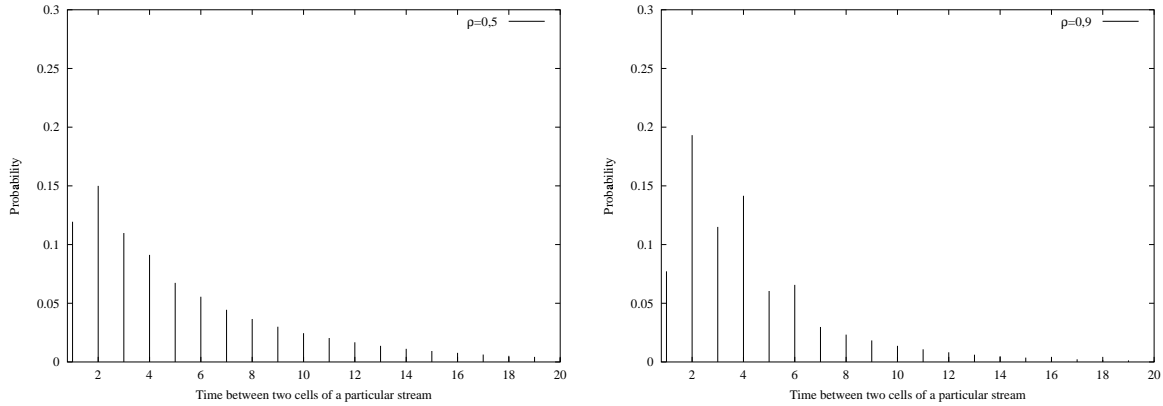 0.3
0.25
0.2
0.15
0.1
0.05
0
2 4 6 8 10 12 14 16 18 20
Probability
Time between two cells of a particular stream
ρ=0,5
0.3
0.25
0.2
0.15
0.1
0.05
0
2 4 6 8 10 12 14 16 18 20
Probability
Time between two cells of a particular stream
ρ=0,9